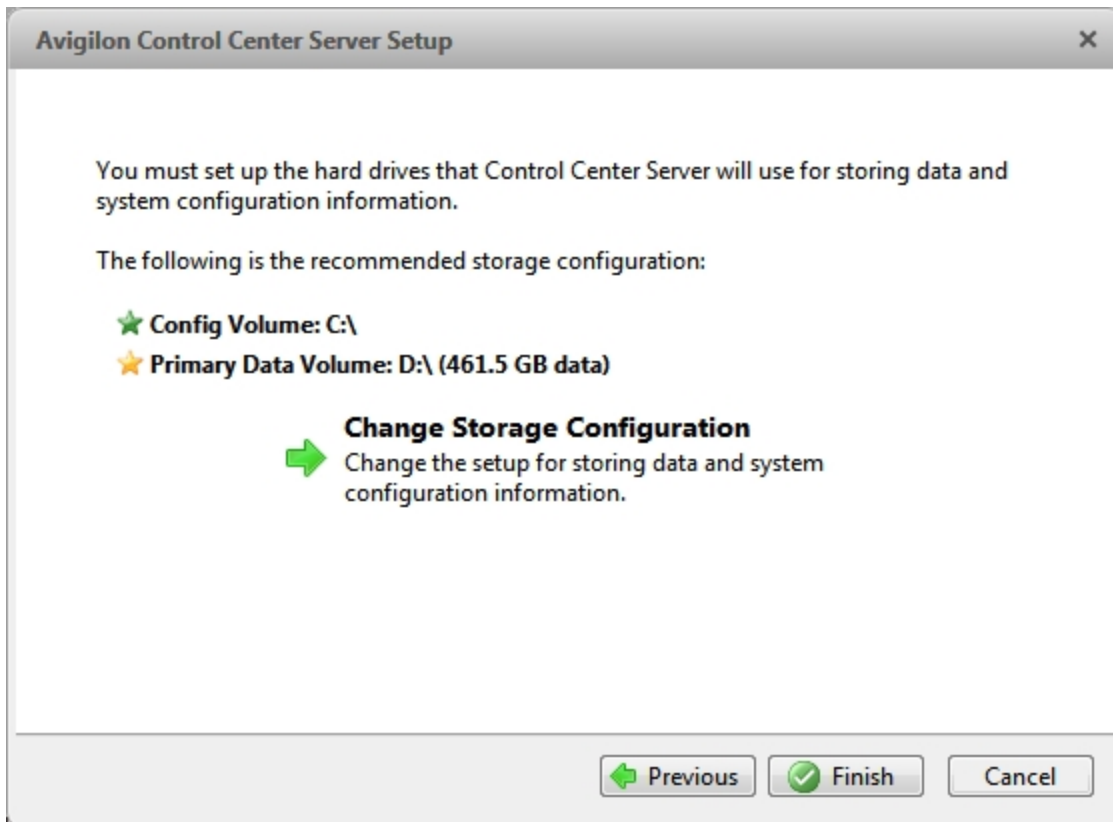 Avigilon Control Center Server Setup
You must set up the hard drives that Control Center Server will use for storing data and
system configuration information.
The following is the recommended storage configuration:
Config Volume: C:\
Primary Data Volume: D:\ (461.5 GB data)
Change Storage Configuration
Change the setup for storing data and system
configuration information.
Previous
Finish
Cancel